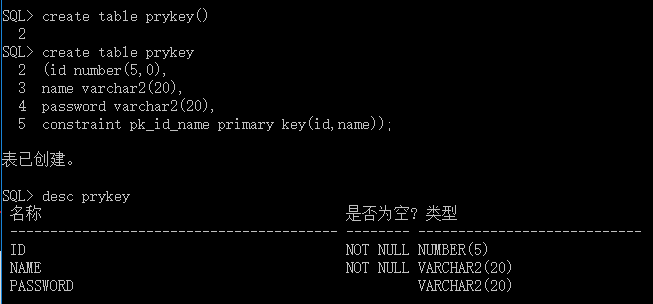 SQL> create table prykey()
2
SQL> create table prykey
2 (id number(5,0),
3 name varchar2(20),
4 password varchar2(20),
5 constraint pk_id_name primary key(id,name));
表已创建。
SQL> desc prykey
名称 是否为空? 类型
----------------------------------------- -------- ----------------------------
ID NOT NULL NUMBER(5)
NAME NOT NULL VARCHAR2(20)
PASSWORD VARCHAR2(20)